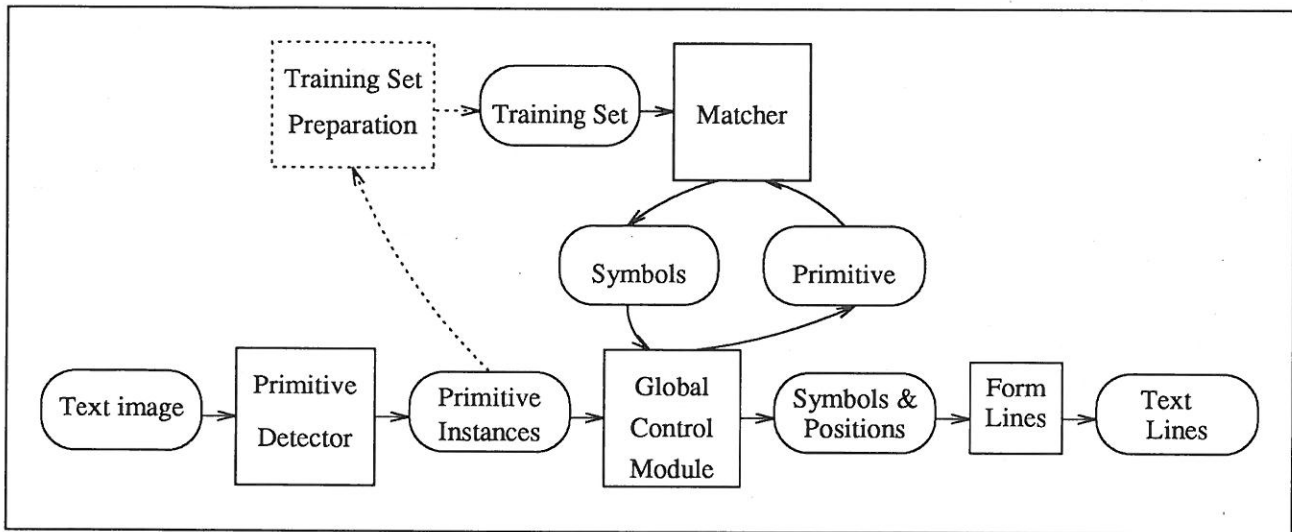 Training Set
Preparation
Training Set
Matcher
Symbols
Primitive
Text image
Primitive
Detector
Primitive
Instances
Global
Control
Module
Symbols &
Positions
Form
Lines
Text
Lines